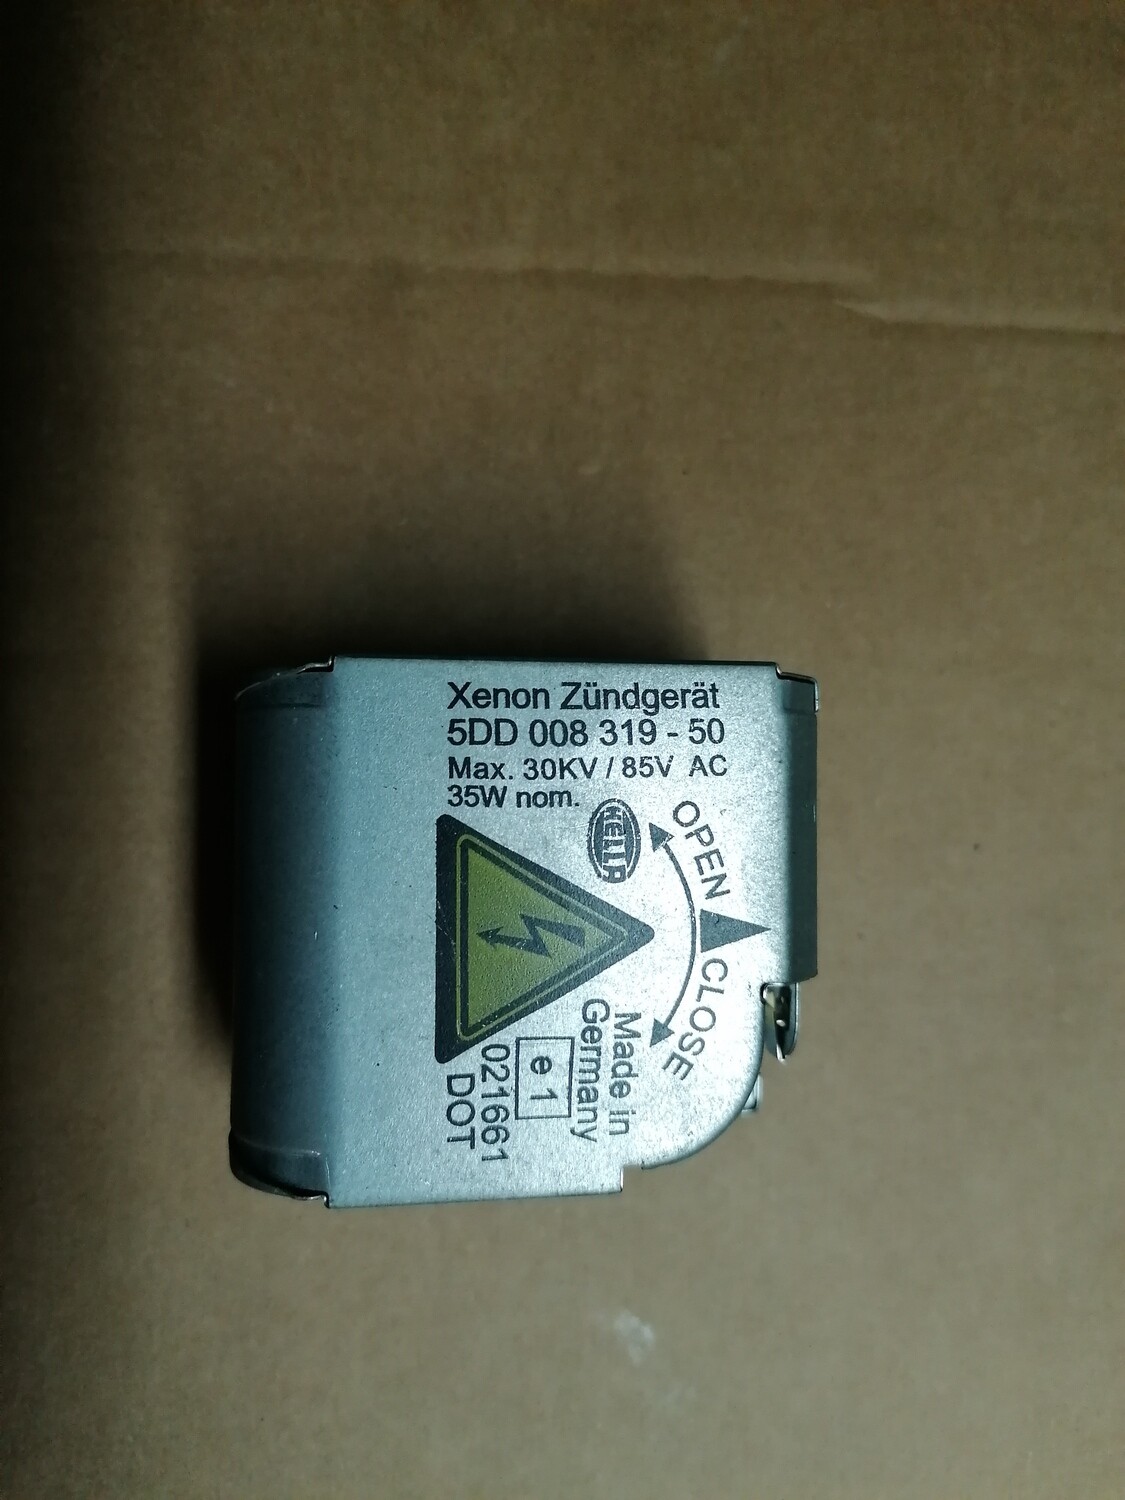 Xenon Zündgerät
5DD 008 319 - 50
Max. 30KV / 85V AC
35W nom.
HELLA
OPEN
CLOSE
Made in
Germany
e 1
021661
DOT